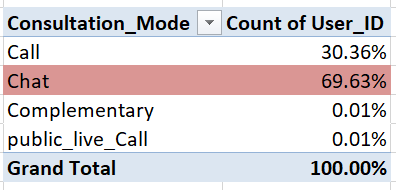 Consultation_Mode Count of User_ID
Call 30.36%
Chat 69.63%
Complementary 0.01%
public_live_Call 0.01%
Grand Total 100.00%